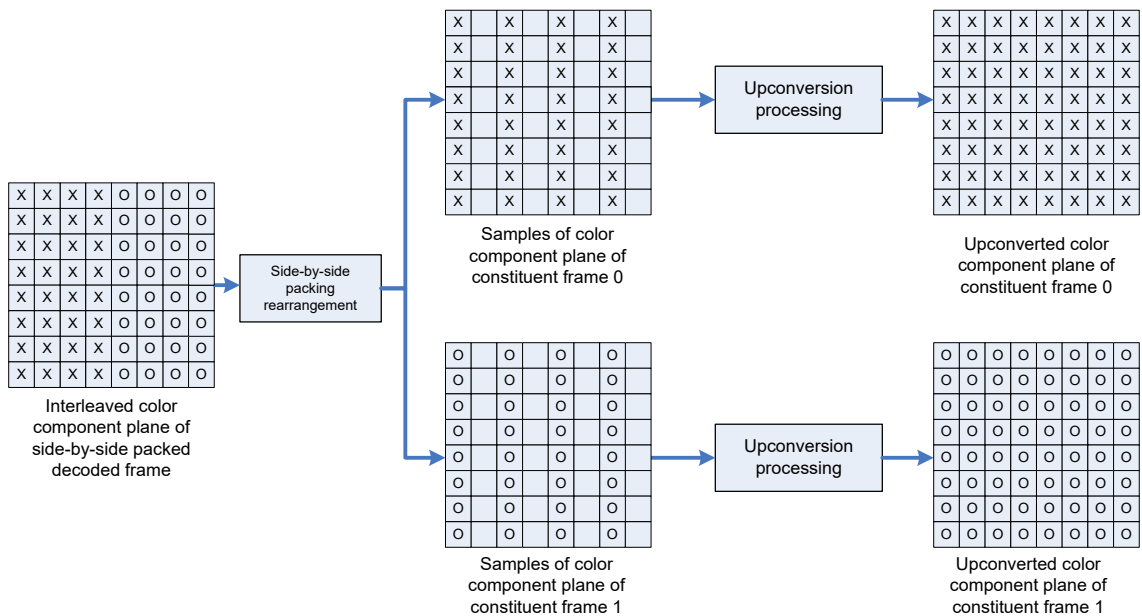 X X X X O O O O
X X X X O O O O
X X X X O O O O
X X X X O O O O
X X X X O O O O
X X X X O O O O
X X X X O O O O
X X X X O O O O
Interleaved color
component plane of
side-by-side packed
decoded frame
Side-by-side
packing
rearrangement
X X X X
X X X X
X X X X
X X X X
X X X X
X X X X
X X X X
X X X X
Samples of color
component plane of
constituent frame 0
Upconversion
processing
X X X X X X X X
X X X X X X X X
X X X X X X X X
X X X X X X X X
X X X X X X X X
X X X X X X X X
X X X X X X X X
X X X X X X X X
Upconverted color
component plane of
constituent frame 0
O O O O
O O O O
O O O O
O O O O
O O O O
O O O O
O O O O
O O O O
Samples of color
component plane of
constituent frame 1
Upconversion
processing
O O O O O O O O
O O O O O O O O
O O O O O O O O
O O O O O O O O
O O O O O O O O
O O O O O O O O
O O O O O O O O
O O O O O O O O
Upconverted color
component plane of
constituent frame 1